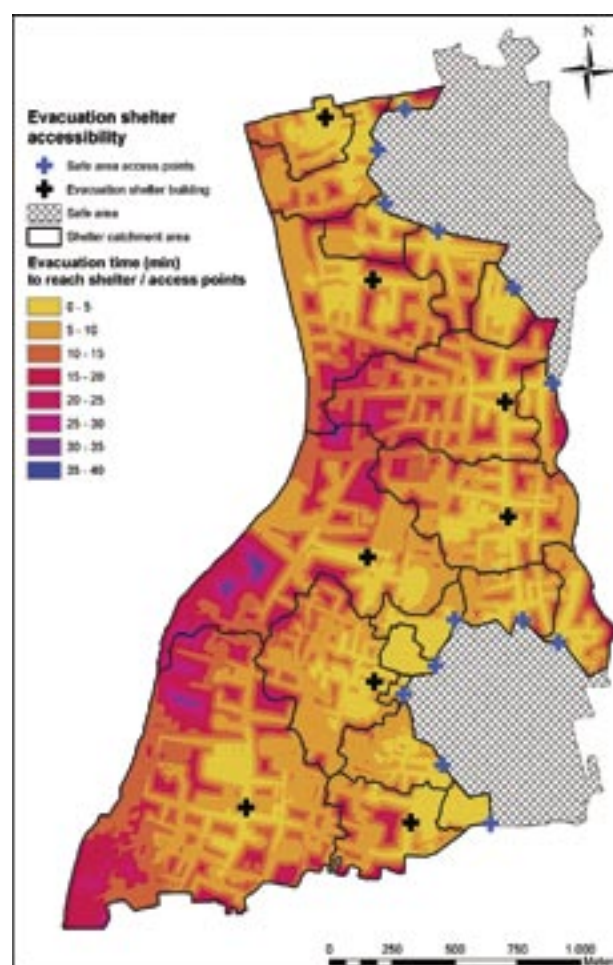 N
Evacuation shelter
accessibility
Safe area access points
Evacuation shelter building
Safe area
Shelter catchment area
Evacuation time (min)
to reach shelter / access points
0 - 5
5 - 10
10 - 15
15 - 20
20 - 25
25 - 30
30 - 35
35 - 40
0 250 500 750 1 000
Meters